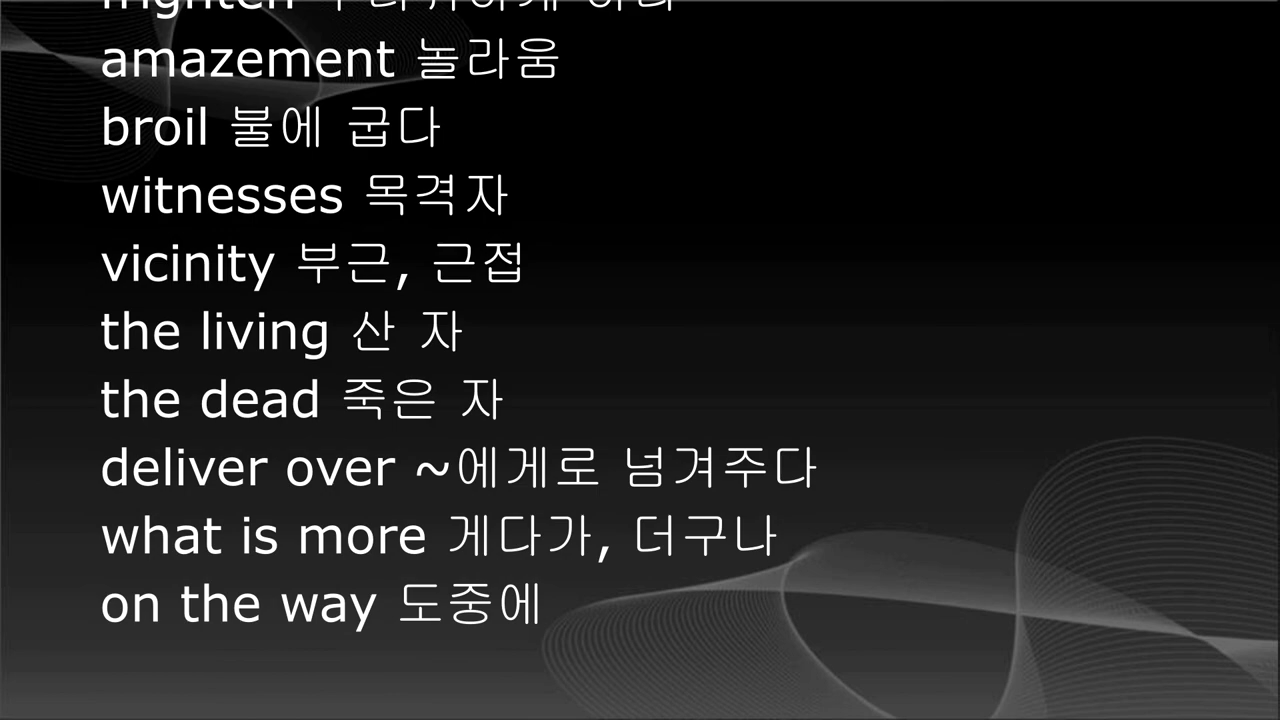 frighten
amazement 놀라움
broil 불에 굽다
witnesses 목격자
vicinity 부근, 근접
the living 산 자
the dead 죽은 자
deliver over ~에게로 넘겨주다
what is more 게다가, 더구나
on the way 도중에